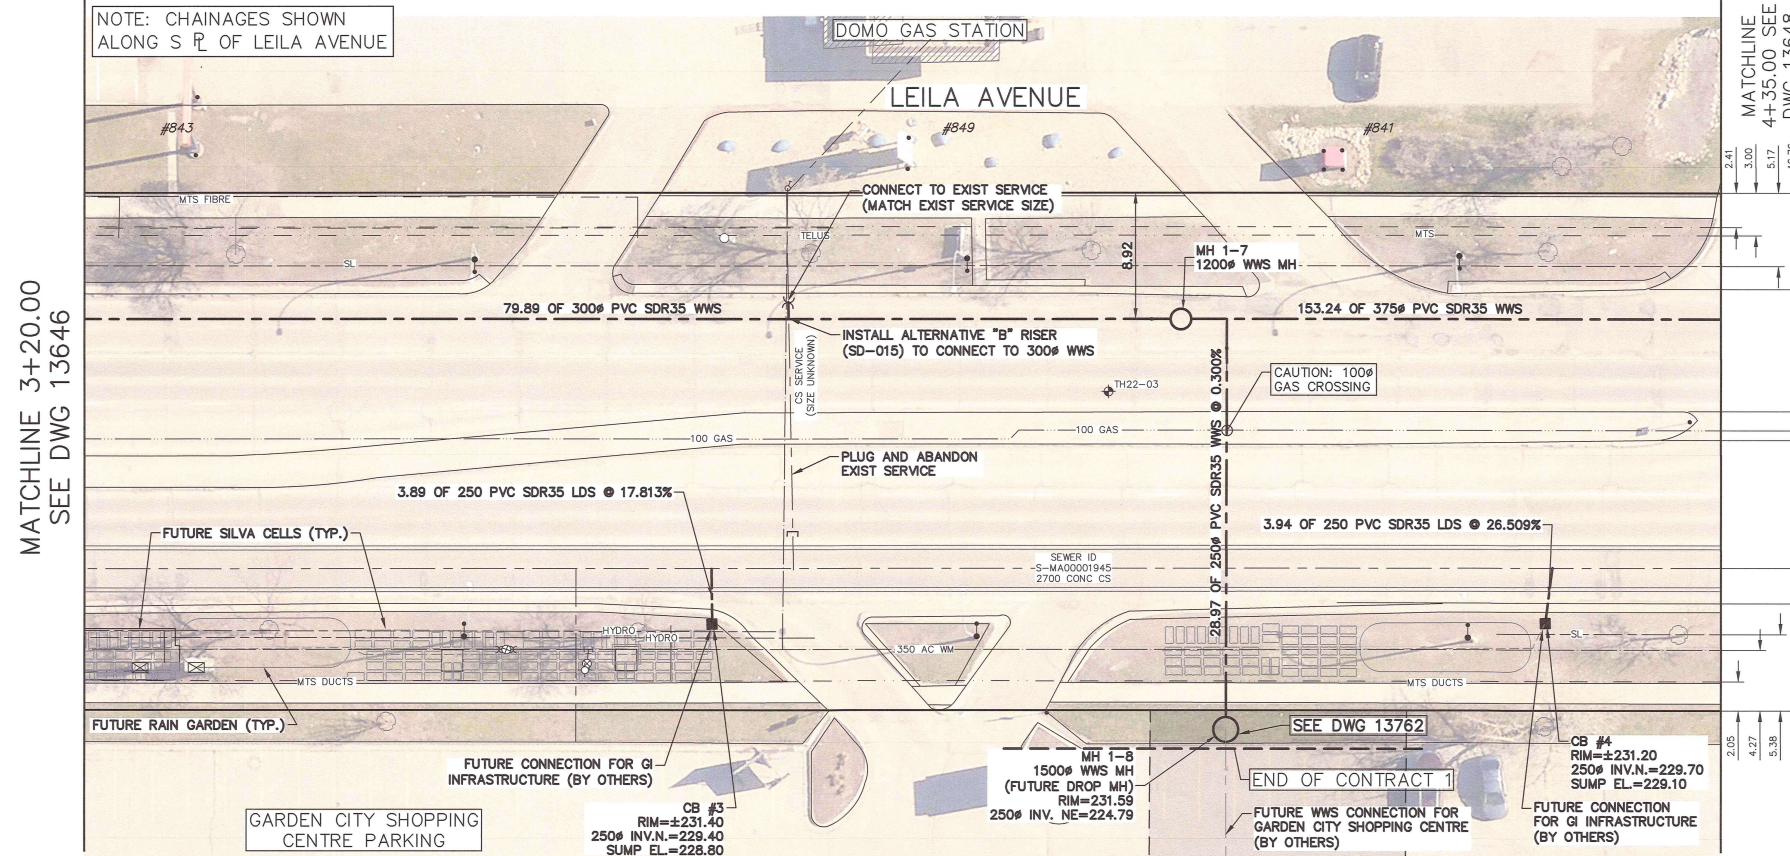 NOTE: CHAINAGES SHOWN
ALONG S PL OF LEILA AVENUE
DOMO GAS STATION
LEILA AVENUE
#843
#849
#841
MATCHLINE
4+35.00 SEE
DWG 13648
2.41
3.00
5.17
MTS FIBRE
CONNECT TO EXIST SERVICE
(MATCH EXIST SERVICE SIZE)
TELUS
MTS
SL
8.92
MH 1-7
1200ø WWS MH
79.89 OF 300ø PVC SDR35 WWS
153.24 OF 375ø PVC SDR35 WWS
MATCHLINE 3+20.00
SEE DWG 13646
INSTALL ALTERNATIVE "B" RISER
(SD-015) TO CONNECT TO 300ø WWS
CS SERVICE
(SIZE UNKNOWN)
TH22-03
CAUTION: 100ø
GAS CROSSING
28.97 OF 250ø PVC SDR35 WWS @ 0.300%
100 GAS
100 GAS
PLUG AND ABANDON
EXIST SERVICE
3.89 OF 250 PVC SDR35 LDS @ 17.813%
3.94 OF 250 PVC SDR35 LDS @ 26.509%
FUTURE SILVA CELLS (TYP.)
SEWER ID
S-MA00001945
2700 CONC CS
HYDRO
HYDRO
350 AC WM
SL
MTS DUCTS
MTS DUCTS
FUTURE RAIN GARDEN (TYP.)
SEE DWG 13762
2.05
4.27
5.38
FUTURE CONNECTION FOR GI
INFRASTRUCTURE (BY OTHERS)
MH 1-8
1500ø WWS MH
(FUTURE DROP MH)
RIM=231.59
250ø INV. NE=224.79
END OF CONTRACT 1
CB #4
RIM=±231.20
250ø INV.N.=229.70
SUMP EL.=229.10
GARDEN CITY SHOPPING
CENTRE PARKING
CB #3
RIM=±231.40
250ø INV.N.=229.40
SUMP EL.=228.80
FUTURE WWS CONNECTION FOR
GARDEN CITY SHOPPING CENTRE
(BY OTHERS)
FUTURE CONNECTION
FOR GI INFRASTRUCTURE
(BY OTHERS)